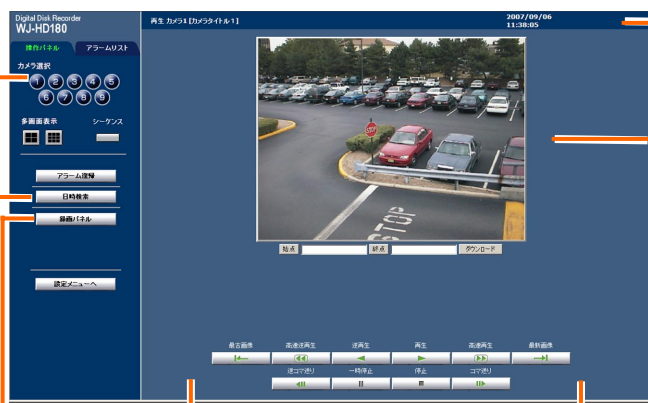 Digital Disk Recorder
WJ-HD180
再生 カメラ1 [カメラタイトル1]
2007/09/06
11:38:05
操作パネル
アラームリスト
カメラ選択
1 2 3 4 5
6 7 8 9
多画面表示
シーケンス
アラーム復帰
日時検索
録画パネル
設定メニューへ
STOP
STOP
始点
終点
ダウンロード
最古画像 高速逆再生 逆再生 再生 高速再生 最新画像
逆コマ送り 一時停止 停止 コマ送り